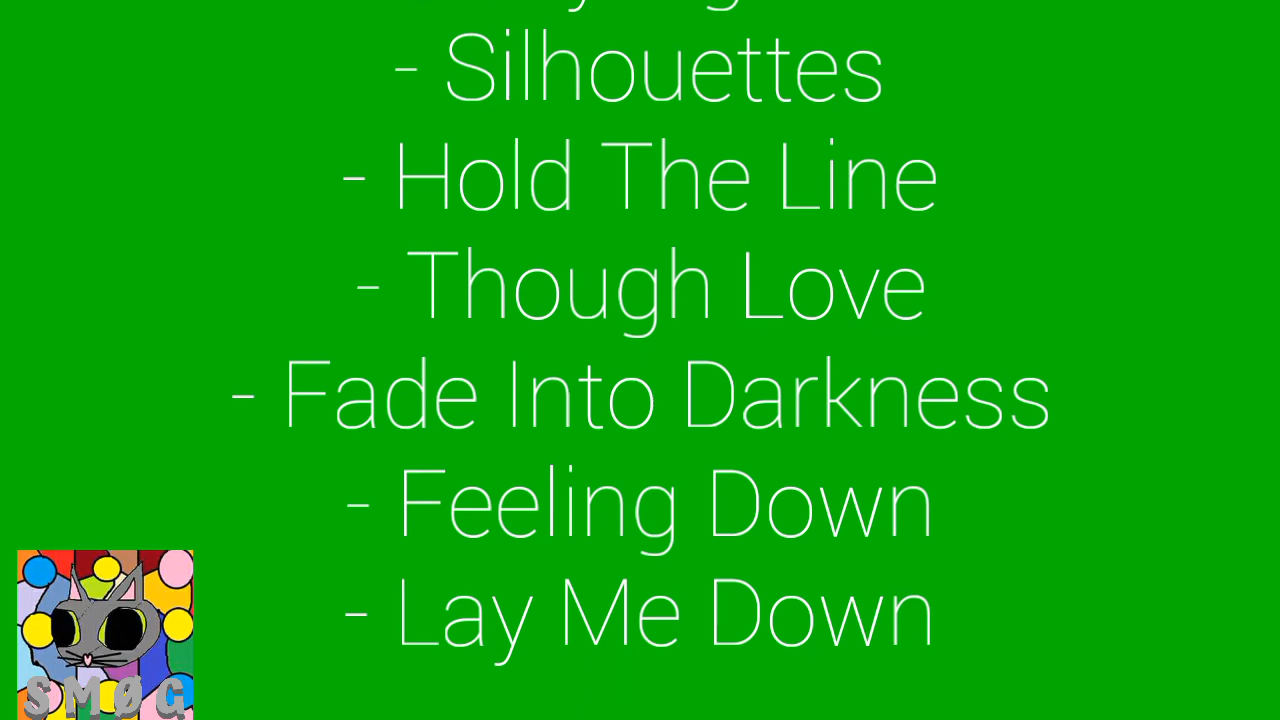 - Silhouettes
- Hold The Line
- Though Love
- Fade Into Darkness
- Feeling Down
- Lay Me Down
SMØG